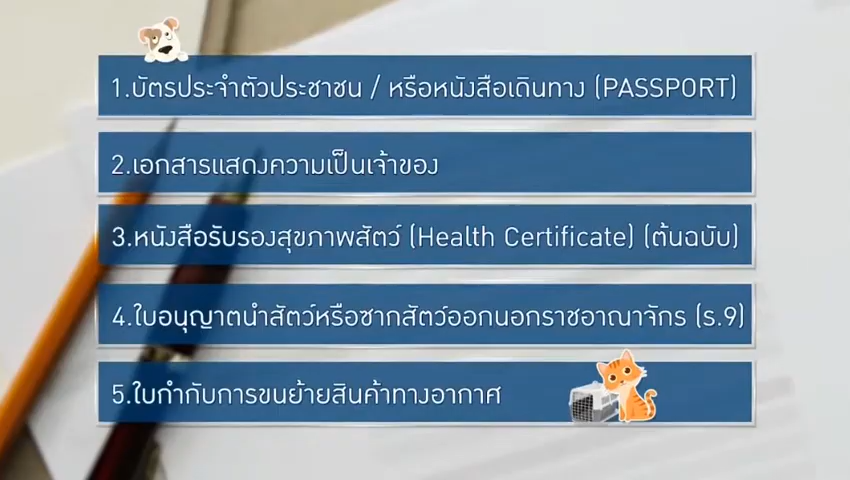 1.บัตรประจำตัวประชาชน / หรือหนังสือเดินทาง (PASSPORT)
2.เอกสารแสดงความเป็นเจ้าของ
3.หนังสือรับรองสุขภาพสัตว์ (Health Certificate) (ต้นฉบับ)
4.ใบอนุญาตนำสัตว์หรือซากสัตว์ออกนอกราชอาณาจักร (ร.9)
5.ใบกำกับการขนย้ายสินค้าทางอากาศ